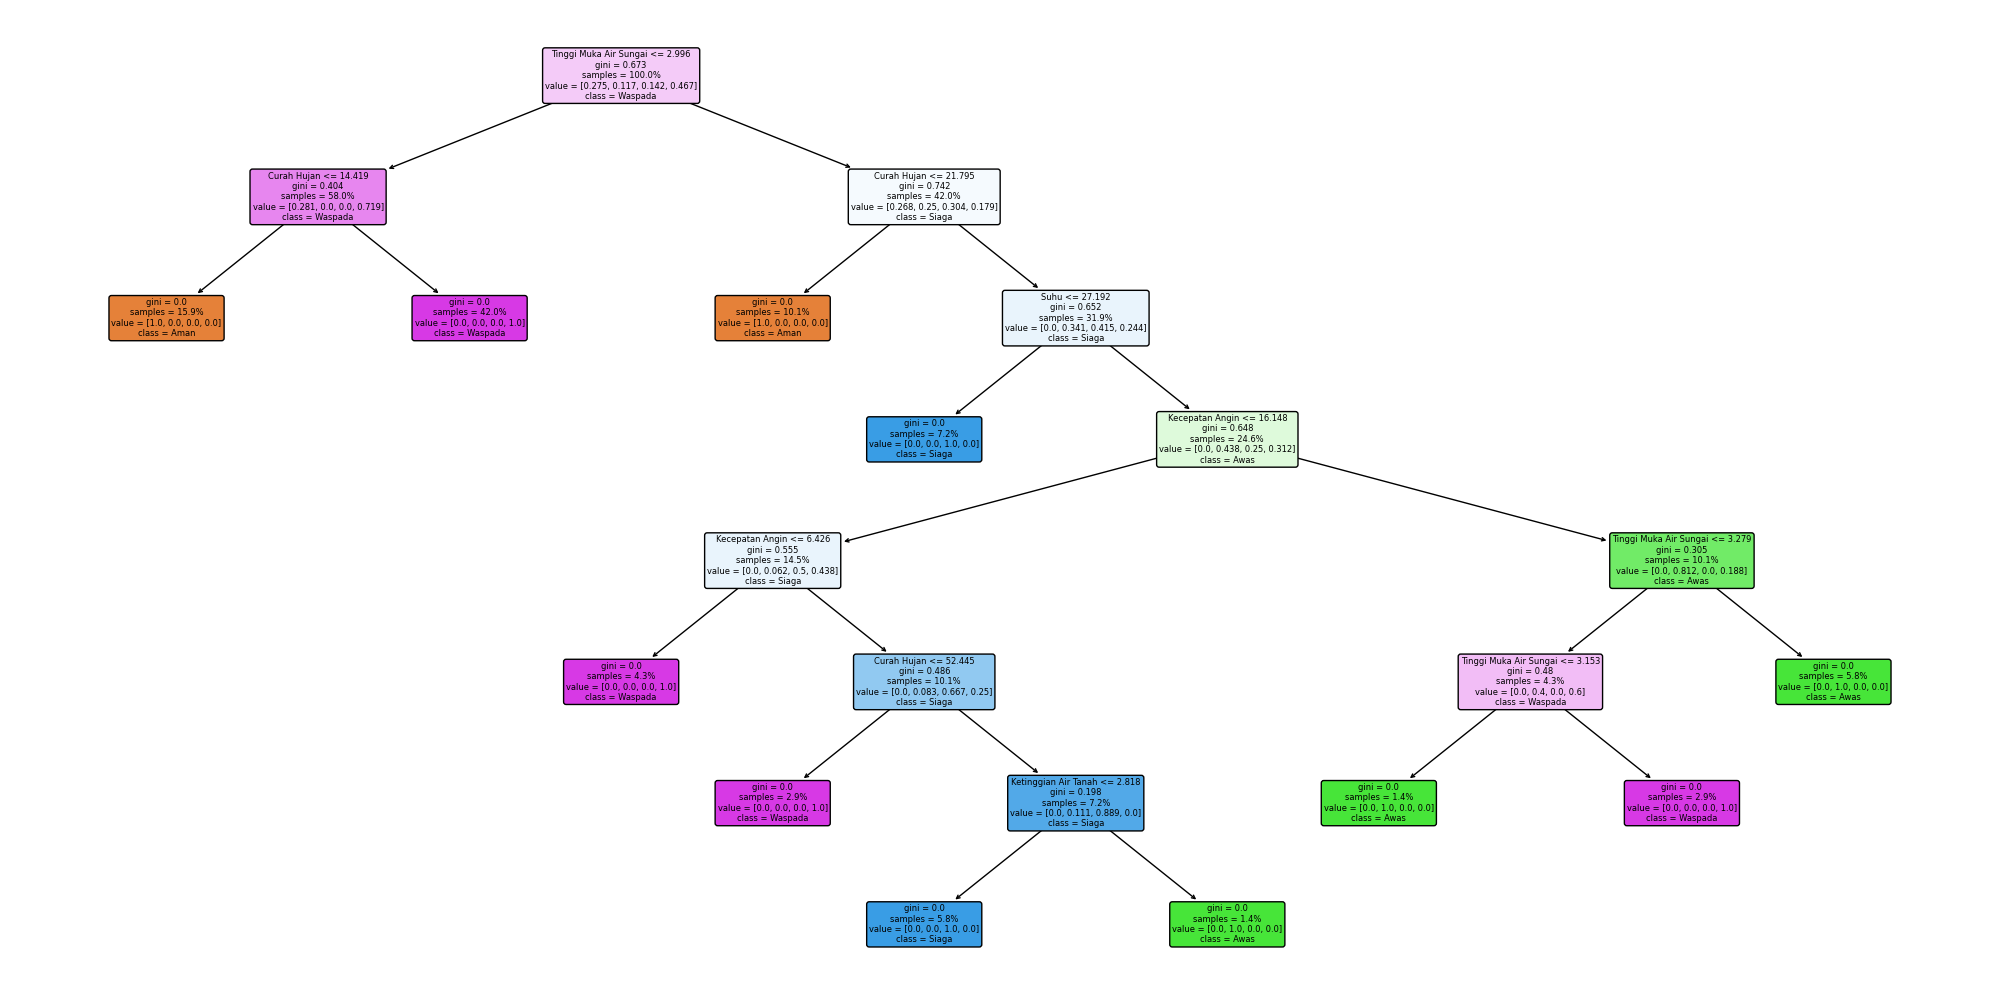 Tinggi Muka Air Sungai <= 2.996
gini = 0.673
samples = 100.0%
value = [0.275, 0.117, 0.142, 0.467]
class = Waspada
Curah Hujan <= 14.419
gini = 0.404
samples = 58.0%
value = [0.281, 0.0, 0.0, 0.719]
class = Waspada
Curah Hujan <= 21.795
gini = 0.742
samples = 42.0%
value = [0.268, 0.25, 0.304, 0.179]
class = Siaga
gini = 0.0
samples = 15.9%
value = [1.0, 0.0, 0.0, 0.0]
class = Aman
gini = 0.0
samples = 42.0%
value = [0.0, 0.0, 0.0, 1.0]
class = Waspada
gini = 0.0
samples = 10.1%
value = [1.0, 0.0, 0.0, 0.0]
class = Aman
Suhu <= 27.192
gini = 0.652
samples = 31.9%
value = [0.0, 0.341, 0.415, 0.244]
class = Siaga
gini = 0.0
samples = 7.2%
value = [0.0, 0.0, 1.0, 0.0]
class = Siaga
Kecepatan Angin <= 16.148
gini = 0.648
samples = 24.6%
value = [0.0, 0.438, 0.25, 0.312]
class = Awas
Kecepatan Angin <= 6.426
gini = 0.555
samples = 14.5%
value = [0.0, 0.062, 0.5, 0.438]
class = Siaga
Tinggi Muka Air Sungai <= 3.279
gini = 0.305
samples = 10.1%
value = [0.0, 0.812, 0.0, 0.188]
class = Awas
gini = 0.0
samples = 4.3%
value = [0.0, 0.0, 0.0, 1.0]
class = Waspada
Curah Hujan <= 52.445
gini = 0.486
samples = 10.1%
value = [0.0, 0.083, 0.667, 0.25]
class = Siaga
Tinggi Muka Air Sungai <= 3.153
gini = 0.48
samples = 4.3%
value = [0.0, 0.4, 0.0, 0.6]
class = Waspada
gini = 0.0
samples = 5.8%
value = [0.0, 1.0, 0.0, 0.0]
class = Awas
gini = 0.0
samples = 2.9%
value = [0.0, 0.0, 0.0, 1.0]
class = Waspada
Ketinggian Air Tanah <= 2.818
gini = 0.198
samples = 7.2%
value = [0.0, 0.111, 0.889, 0.0]
class = Siaga
gini = 0.0
samples = 1.4%
value = [0.0, 1.0, 0.0, 0.0]
class = Awas
gini = 0.0
samples = 2.9%
value = [0.0, 0.0, 0.0, 1.0]
class = Waspada
gini = 0.0
samples = 5.8%
value = [0.0, 0.0, 1.0, 0.0]
class = Siaga
gini = 0.0
samples = 1.4%
value = [0.0, 1.0, 0.0, 0.0]
class = Awas